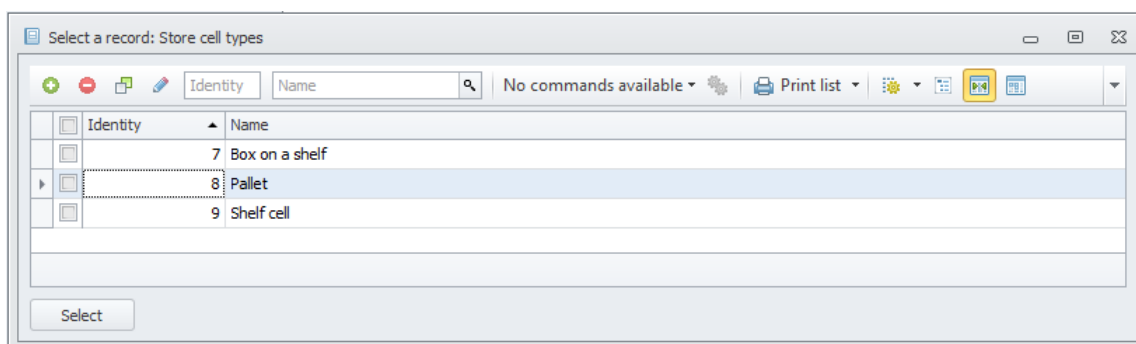 Select a record: Store cell types
Identity Name No commands available Print list
Identity Name
7 Box on a shelf
8 Pallet
9 Shelf cell
Select